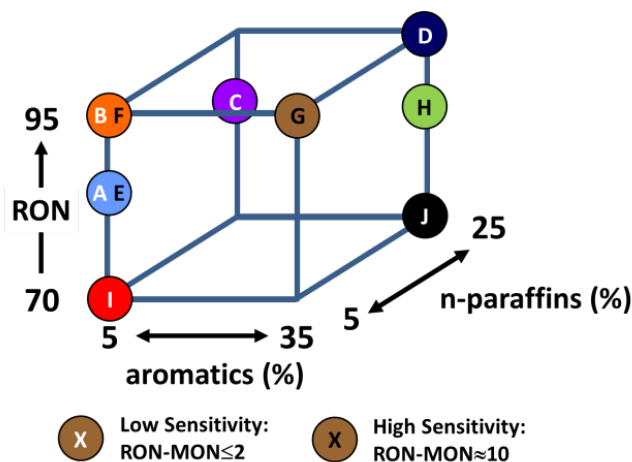 D
C
B F
G
H
95
A E
RON
J
25
70
I
n-paraffins (%)
5
5
35
aromatics (%)
X
Low Sensitivity:
RON-MON≤2
X
High Sensitivity:
RON-MON≈10